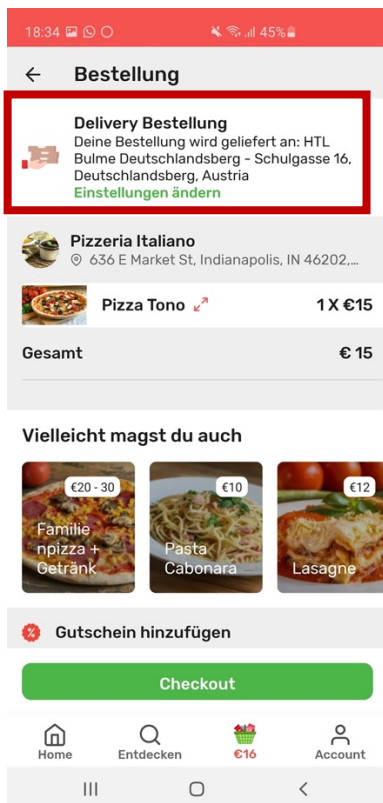 18:34 45%
Bestellung
Delivery Bestellung
Deine Bestellung wird geliefert an: HTL
Bulme Deutschlandsberg - Schulgasse 16,
Deutschlandsberg, Austria
Einstellungen ändern
Pizzeria Italiano
636 E Market St, Indianapolis, IN 46202,...
Pizza Tono 1 X €15
Gesamt € 15
Vielleicht magst du auch
€20 - 30 €10 €12
Familie
npizza +
Getränk
Pasta
Cabonara
Lasagne
Gutschein hinzufügen
Checkout
Home Entdecken €16 Account